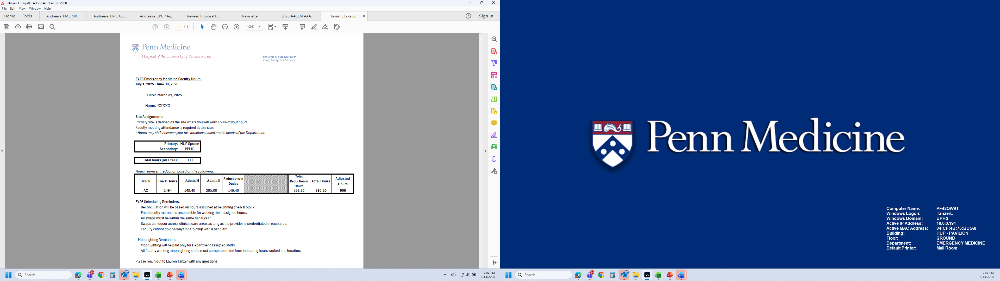 Tabakin, Erica.pdf - Adobe Acrobat Pro 2020
File Edit View Window Help
Home Tools Andreeva_PMC Off... Andreeva_PMC Co... Andreeva_CPUP Ag... Revised Proposal P... Newsletter 2026 AACEM AAA... Tabakin, Erica.pdf × ? Sign In
1 / 1 100%
Penn Medicine
Hospital of the University of Pennsylvania
Benjamin C. Sun, MD, MPP
Chair, Emergency Medicine
FY26 Emergency Medicine Faculty Hours
July 1, 2025 - June 30, 2026
Date: March 31, 2025
Name: XXXXX
Site Assignments
Primary site is defined as the site where you will work >50% of your hours.
Faculty meeting attendance is required at this site.
*Hours may shift between your two locations based on the needs of the Department.
Primary: HUP Spruce
Secondary: PPMC
Total hours (all sites): 909
Hours represent reduction based on the following:
Track Track Hours Admin H Admin E Reductions in Duties Total Reduction in Hours Total Hours Adjusted Hours
AC 1494 149.40 285.00 149.40 583.80 910.20 909
FY26 Scheduling Reminders:
· Reconciliation will be based on hours assigned at beginning of each block.
· Each faculty member is responsible for working their assigned hours.
· All swaps must be within the same fiscal year.
· Swaps can occur across clinical care areas as long as the provider is credentialed in each area.
· Faculty cannot do one-way trade/pickup with a per diem.
Moonlighting Reminders:
· Moonlighting will be paid only for Department assigned shifts.
· All faculty working moonlighting shifts must complete online form indicating hours worked and location.
Please reach out to Lauren Tanzer with any questions.
Search 9+ 9:51 PM
3/13/2026
Penn Medicine
Computer Name: PF42QW9T
Windows Logon: TanzerL
Windows Domain: UPHS
Active IP Address: 10.0.0.191
Active MAC Address: 04:CF:4B:76:BD:A8
Building: HUP - PAVILION
Floor: GROUND
Department: EMERGENCY MEDICINE
Default Printer: Mail Room
Search 9+ 9:51 PM
3/13/2026